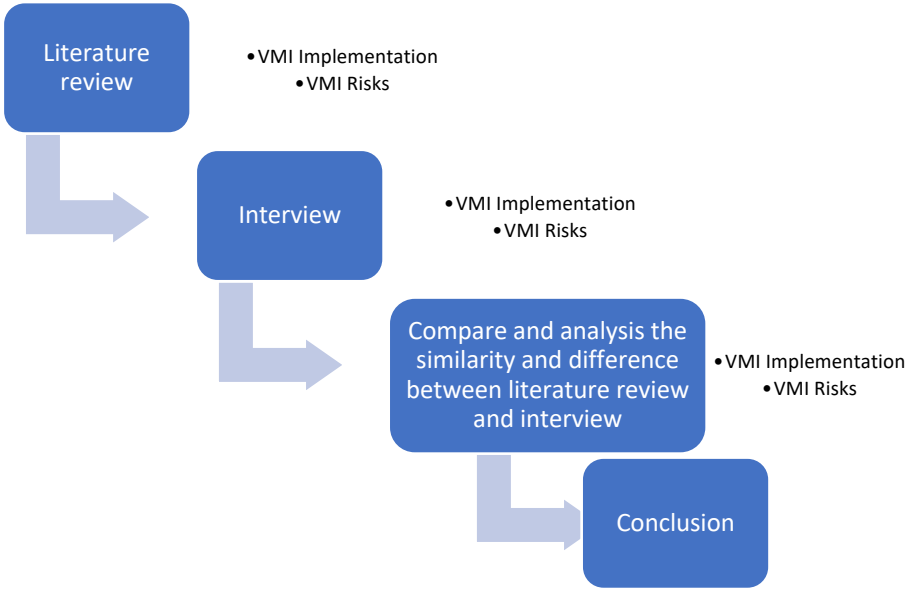 Literature
review
•VMI Implementation
•VMI Risks
Interview
•VMI Implementation
•VMI Risks
Compare and analysis the
similarity and difference
between literature review
and interview
•VMI Implementation
•VMI Risks
Conclusion